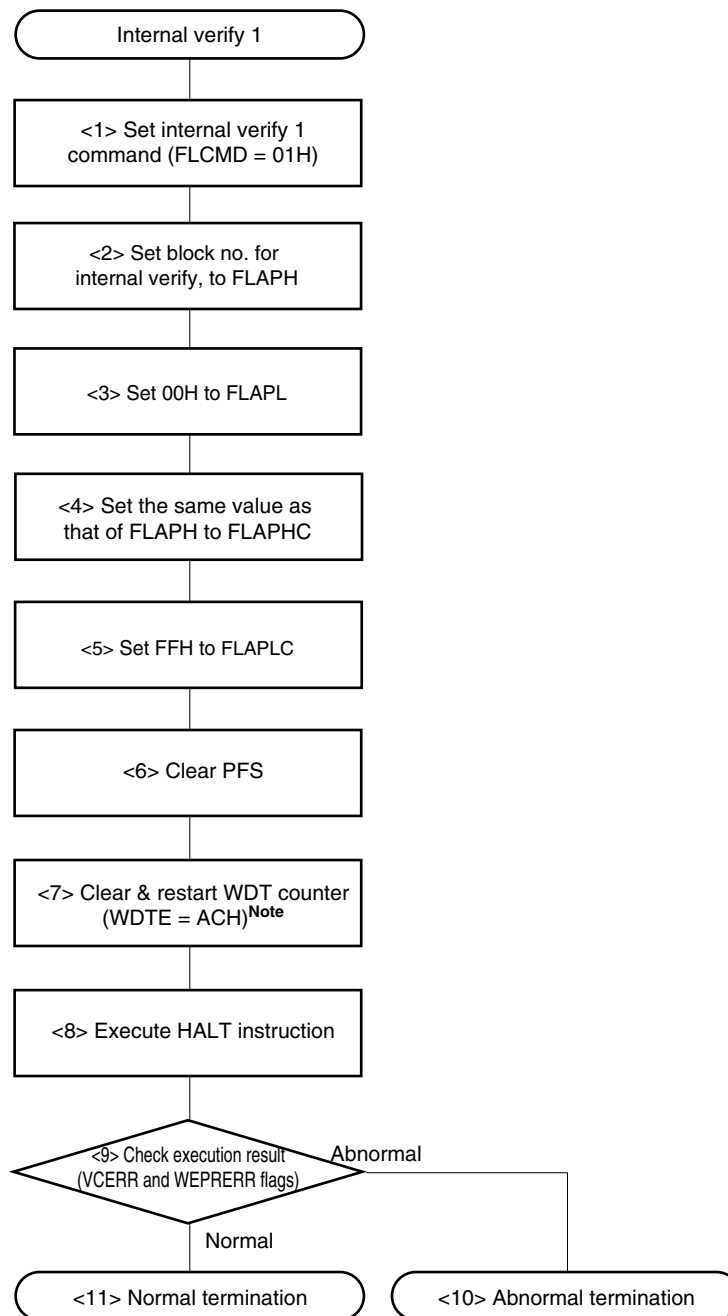 Internal verify 1
<1> Set internal verify 1
command (FLCMD = 01H)
<2> Set block no. for
internal verify, to FLAPH
<3> Set 00H to FLAPL
<4> Set the same value as
that of FLAPH to FLAPHC
<5> Set FFH to FLAPLC
<6> Clear PFS
<7> Clear & restart WDT counter
(WDTE = ACH)Note
<8> Execute HALT instruction
<9> Check execution result
(VCERR and WEPRERR flags)
Abnormal
Normal
<11> Normal termination
<10> Abnormal termination